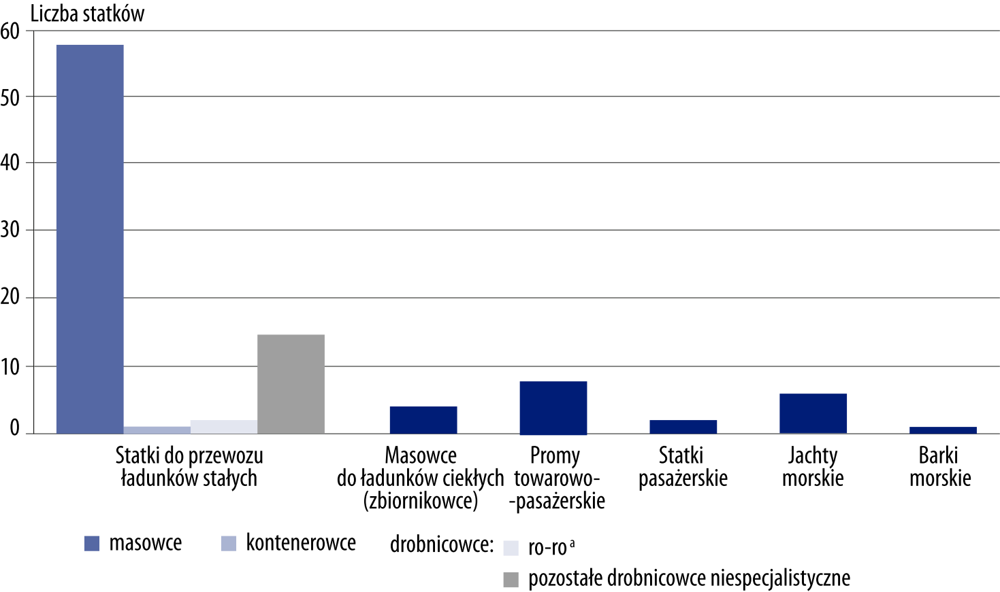 Liczba statków
60
50
40
30
20
10
0
Statki do przewozu
ładunków stałych
Masowce
do ładunków ciekłych
(zbiornikowce)
Promy
towarowo-
-pasażerskie
Statki
pasażerskie
Jachty
morskie
Barki
morskie
masowce
kontenerowce
drobnicowce:
ro-ro a
pozostałe drobnicowce niespecjalistyczne